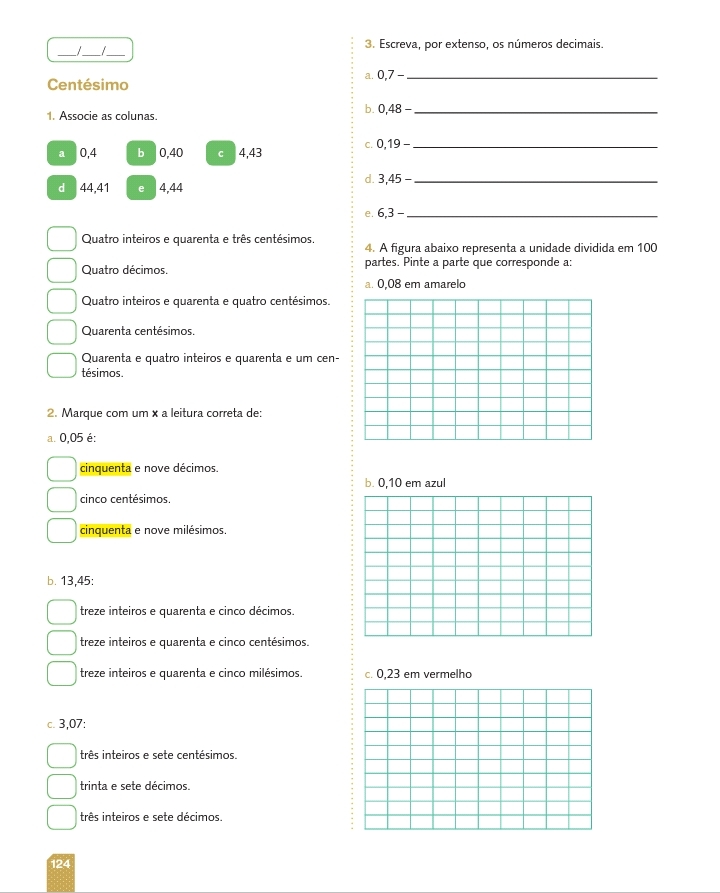 ___/___/___
Centésimo
1. Associe as colunas.
a 0,4 b 0,40 c 4,43
d 44,41 e 4,44
Quatro inteiros e quarenta e três centésimos.
Quatro décimos.
Quatro inteiros e quarenta e quatro centésimos.
Quarenta centésimos.
Quarenta e quatro inteiros e quarenta e um cen-
tésimos.
2. Marque com um x a leitura correta de:
a. 0,05 é:
cinquenta e nove décimos.
cinco centésimos.
cinquenta e nove milésimos.
b. 13,45:
treze inteiros e quarenta e cinco décimos.
treze inteiros e quarenta e cinco centésimos.
treze inteiros e quarenta e cinco milésimos.
c. 3,07:
três inteiros e sete centésimos.
trinta e sete décimos.
três inteiros e sete décimos.
3. Escreva, por extenso, os números decimais.
a. 0,7 –
b. 0,48 –
c. 0,19 –
d. 3,45 –
e. 6,3 –
4. A figura abaixo representa a unidade dividida em 100
partes. Pinte a parte que corresponde a:
a. 0,08 em amarelo
b. 0,10 em azul
c. 0,23 em vermelho
124